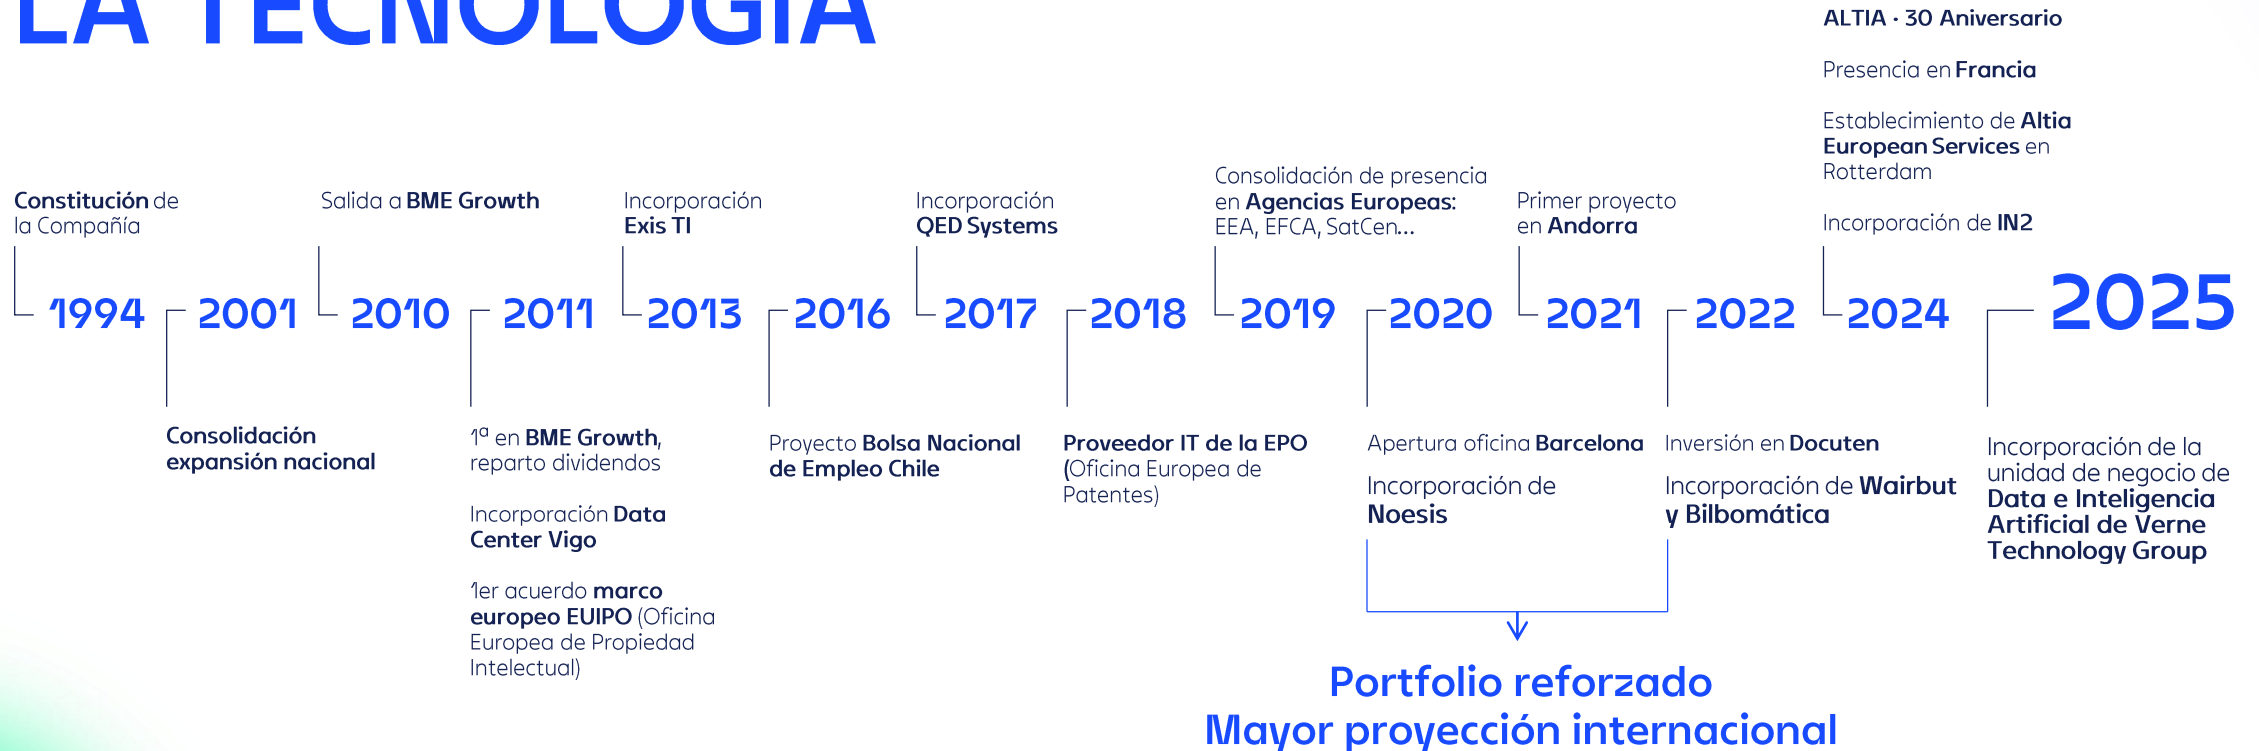 LA TECNOLOGÍA
ALTIA · 30 Aniversario
Presencia en Francia
Establecimiento de Altia
European Services en
Rotterdam
Incorporación de IN2
Constitución de
la Compañía
Salida a BME Growth
Incorporación
Exis TI
Incorporación
QED Systems
Consolidación de presencia
en Agencias Europeas:
EEA, EFCA, SatCen...
Primer proyecto
en Andorra
1994
2001
2010
2011
2013
2016
2017
2018
2019
2020
2021
2022
2024
2025
Consolidación
expansión nacional
1ª en BME Growth,
reparto dividendos
Incorporación Data
Center Vigo
1er acuerdo marco
europeo EUIPO (Oficina
Europea de Propiedad
Intelectual)
Proyecto Bolsa Nacional
de Empleo Chile
Proveedor IT de la EPO
(Oficina Europea de
Patentes)
Apertura oficina Barcelona
Incorporación de
Noesis
Inversión en Docuten
Incorporación de Wairbut
y Bilbomática
Incorporación de la
unidad de negocio de
Data e Inteligencia
Artificial de Verne
Technology Group
Portfolio reforzado
Mayor proyección internacional